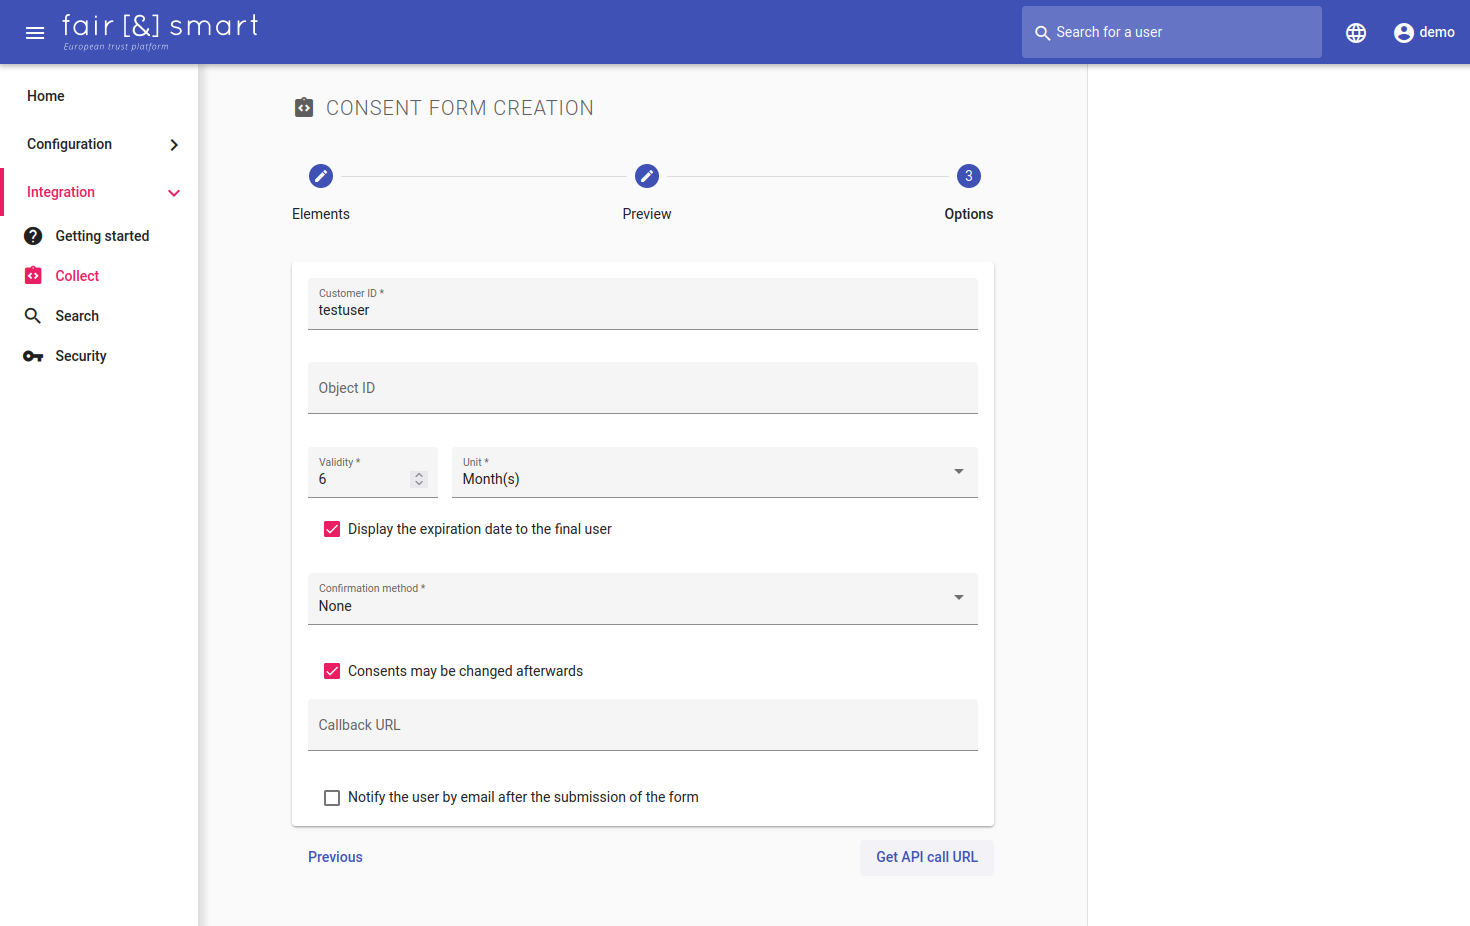 fair [&] smart
European trust platform
Search for a user
demo
Home
Configuration
Integration
Getting started
Collect
Search
Security
CONSENT FORM CREATION
3
Elements
Preview
Options
Customer ID *
testuser
Object ID
Validity *
6
Unit *
Month(s)
Display the expiration date to the final user
Confirmation method *
None
Consents may be changed afterwards
Callback URL
Notify the user by email after the submission of the form
Previous
Get API call URL